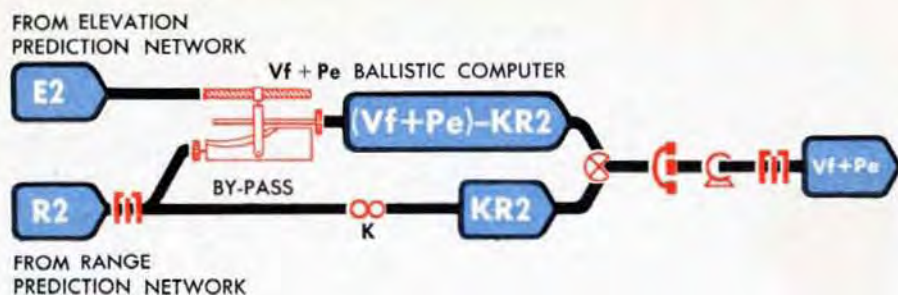 FROM ELEVATION
PREDICTION NETWORK
E2
Vf + Pe BALLISTIC COMPUTER
(Vf+Pe)-KR2
Vf+Pe
BY-PASS
R2
K
KR2
FROM RANGE
PREDICTION NETWORK